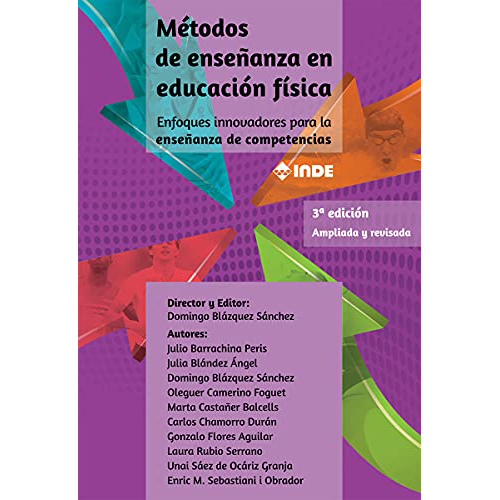 Métodos
de enseñanza en
educación física
Enfoques innovadores para la
enseñanza de competencias
INDE
3ª edición
Ampliada y revisada
Director y Editor:
Domingo Blázquez Sánchez
Autores:
Julio Barrachina Peris
Julia Blández Ángel
Domingo Blázquez Sánchez
Oleguer Camerino Foguet
Marta Castañer Balcells
Carlos Chamorro Durán
Gonzalo Flores Aguilar
Laura Rubio Serrano
Unai Sáez de Ocáriz Granja
Enric M. Sebastiani i Obrador